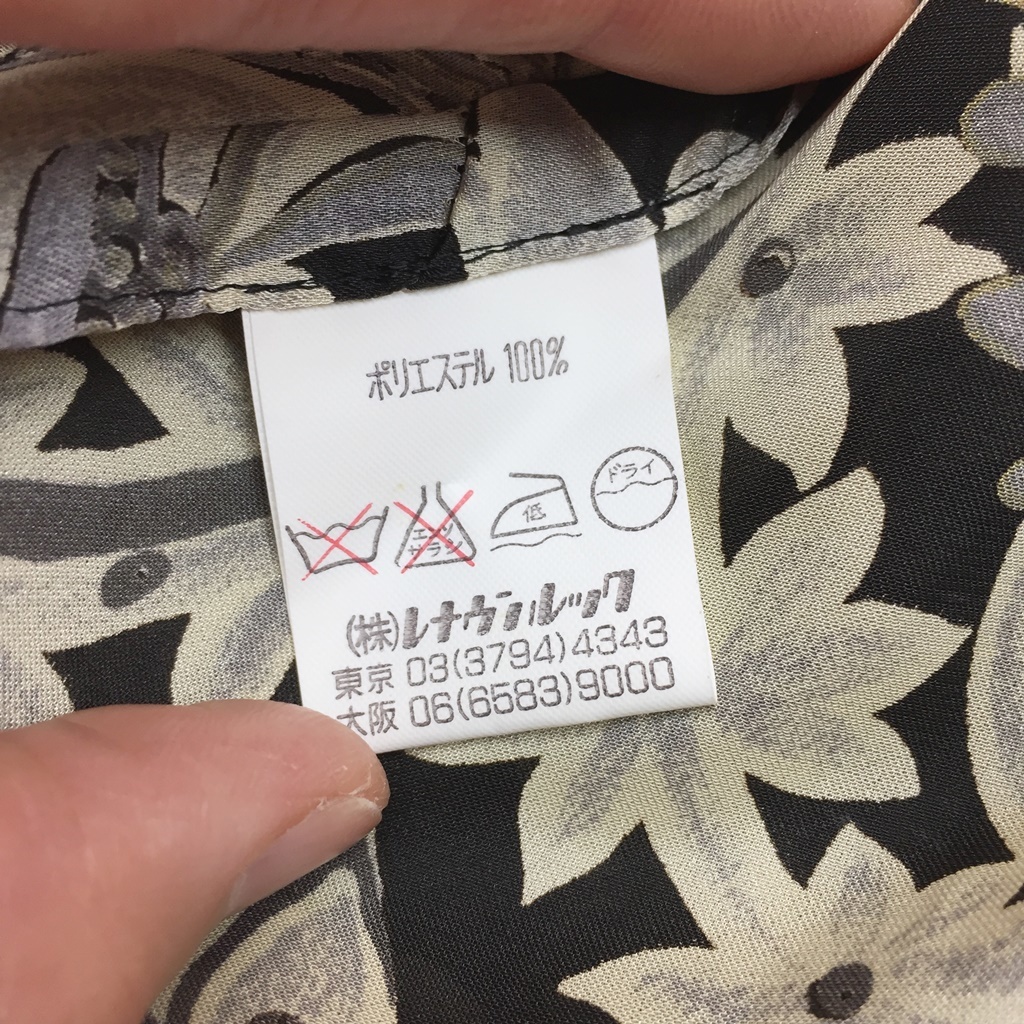 ポリエステル 100%
エンソ
サラシ
低
ドライ
(株)レナウンルック
東京 03(3794)4343
大阪 06(6583)9000